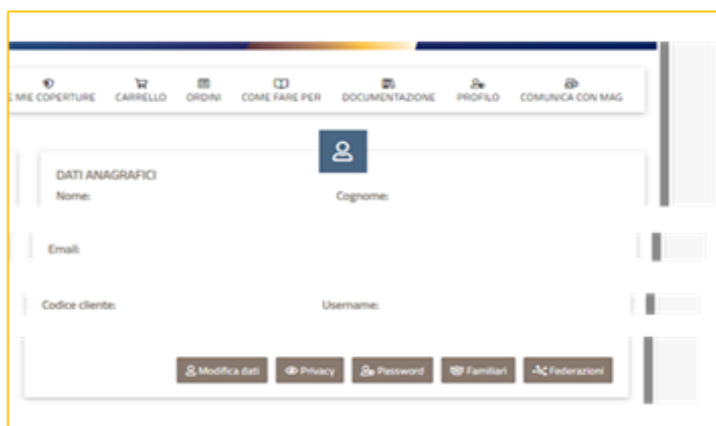 E MIE COPERTURE CARRELLO ORDINI COME FARE PER DOCUMENTAZIONE PROFILO COMUNICA CON MAG
DATI ANAGRAFICI
Nome: Cognome:
Email:
Codice cliente: Username:
Modifica dati Privacy Password Familiari Federazioni